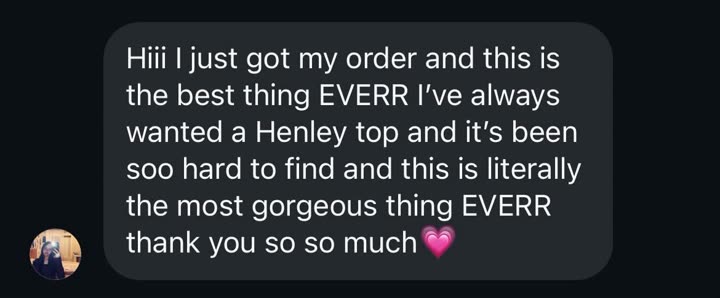 Hiii I just got my order and this is
the best thing EVERR I’ve always
wanted a Henley top and it’s been
soo hard to find and this is literally
the most gorgeous thing EVERR
thank you so so much💗